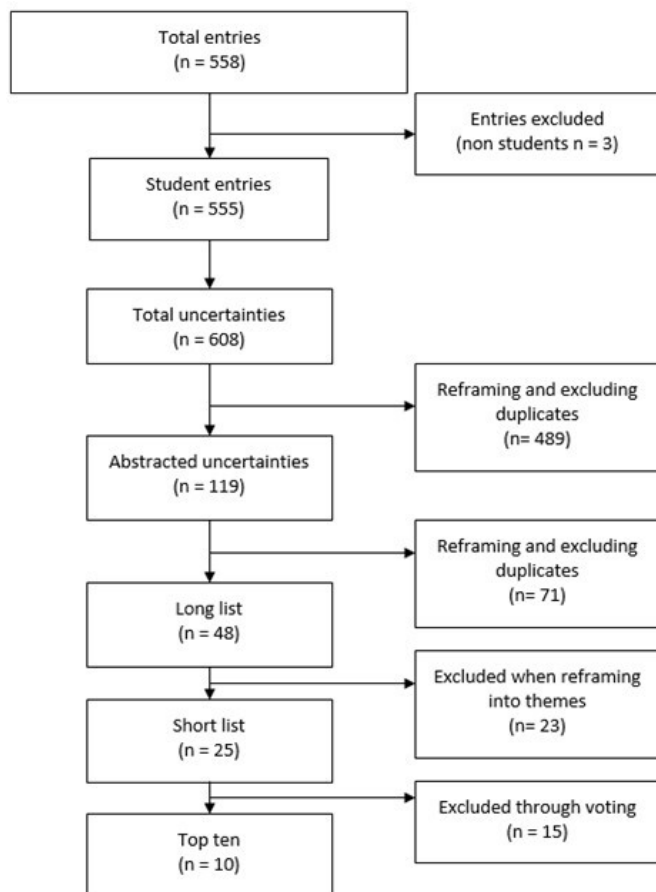 Total entries
(n = 558)
Entries excluded
(non students n = 3)
Student entries
(n = 555)
Total uncertainties
(n = 608)
Reframing and excluding
duplicates
(n= 489)
Abstracted uncertainties
(n = 119)
Reframing and excluding
duplicates
(n= 71)
Long list
(n = 48)
Excluded when reframing
into themes
(n= 23)
Short list
(n = 25)
Excluded through voting
(n = 15)
Top ten
(n = 10)